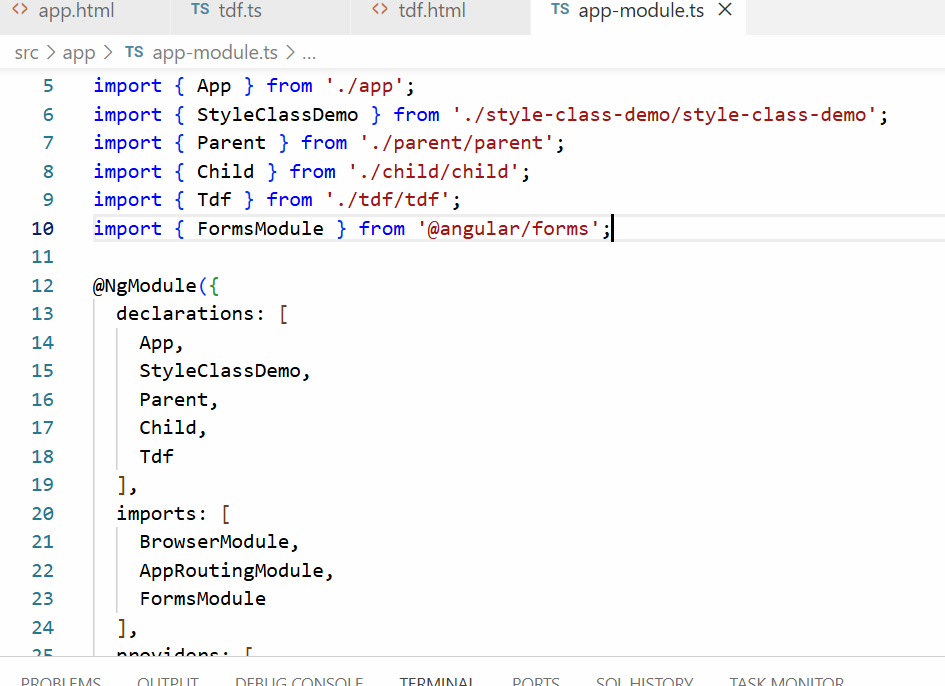 <> app.html TS tdf.ts <> tdf.html TS app-module.ts ×
src > app > TS app-module.ts > ...
5 import { App } from './app';
6 import { StyleClassDemo } from './style-class-demo/style-class-demo';
7 import { Parent } from './parent/parent';
8 import { Child } from './child/child';
9 import { Tdf } from './tdf/tdf';
10 import { FormsModule } from '@angular/forms';
11
12 @NgModule({
13 declarations: [
14 App,
15 StyleClassDemo,
16 Parent,
17 Child,
18 Tdf
19 ],
20 imports: [
21 BrowserModule,
22 AppRoutingModule,
23 FormsModule
24 ],
25 providers: [
PROBLEMS OUTPUT DEBUG CONSOLE TERMINAL PORTS SQL HISTORY TASK MONITOR